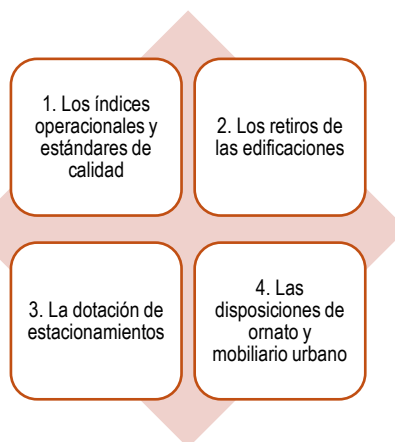 1. Los índices
operacionales y
estándares de
calidad
2. Los retiros de
las edificaciones
3. La dotación de
estacionamientos
4. Las
disposiciones de
ornato y
mobiliario urbano